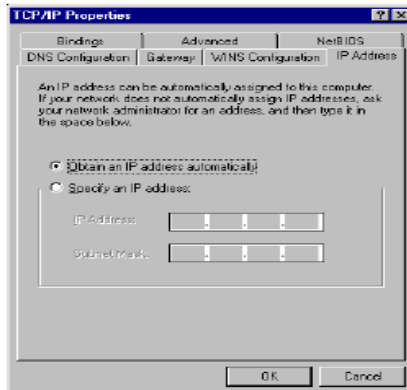 TCP/IP Properties
Bindings Advanced NetBIOS
DNS Configuration Gateway WINS Configuration IP Address
An IP address can be automatically assigned to this computer.
If your network does not automatically assign IP addresses, ask
your network administrator for an address, and then type it in
the space below.
Obtain an IP address automatically
Specify an IP address:
IP Address:
Subnet Mask:
OK Cancel